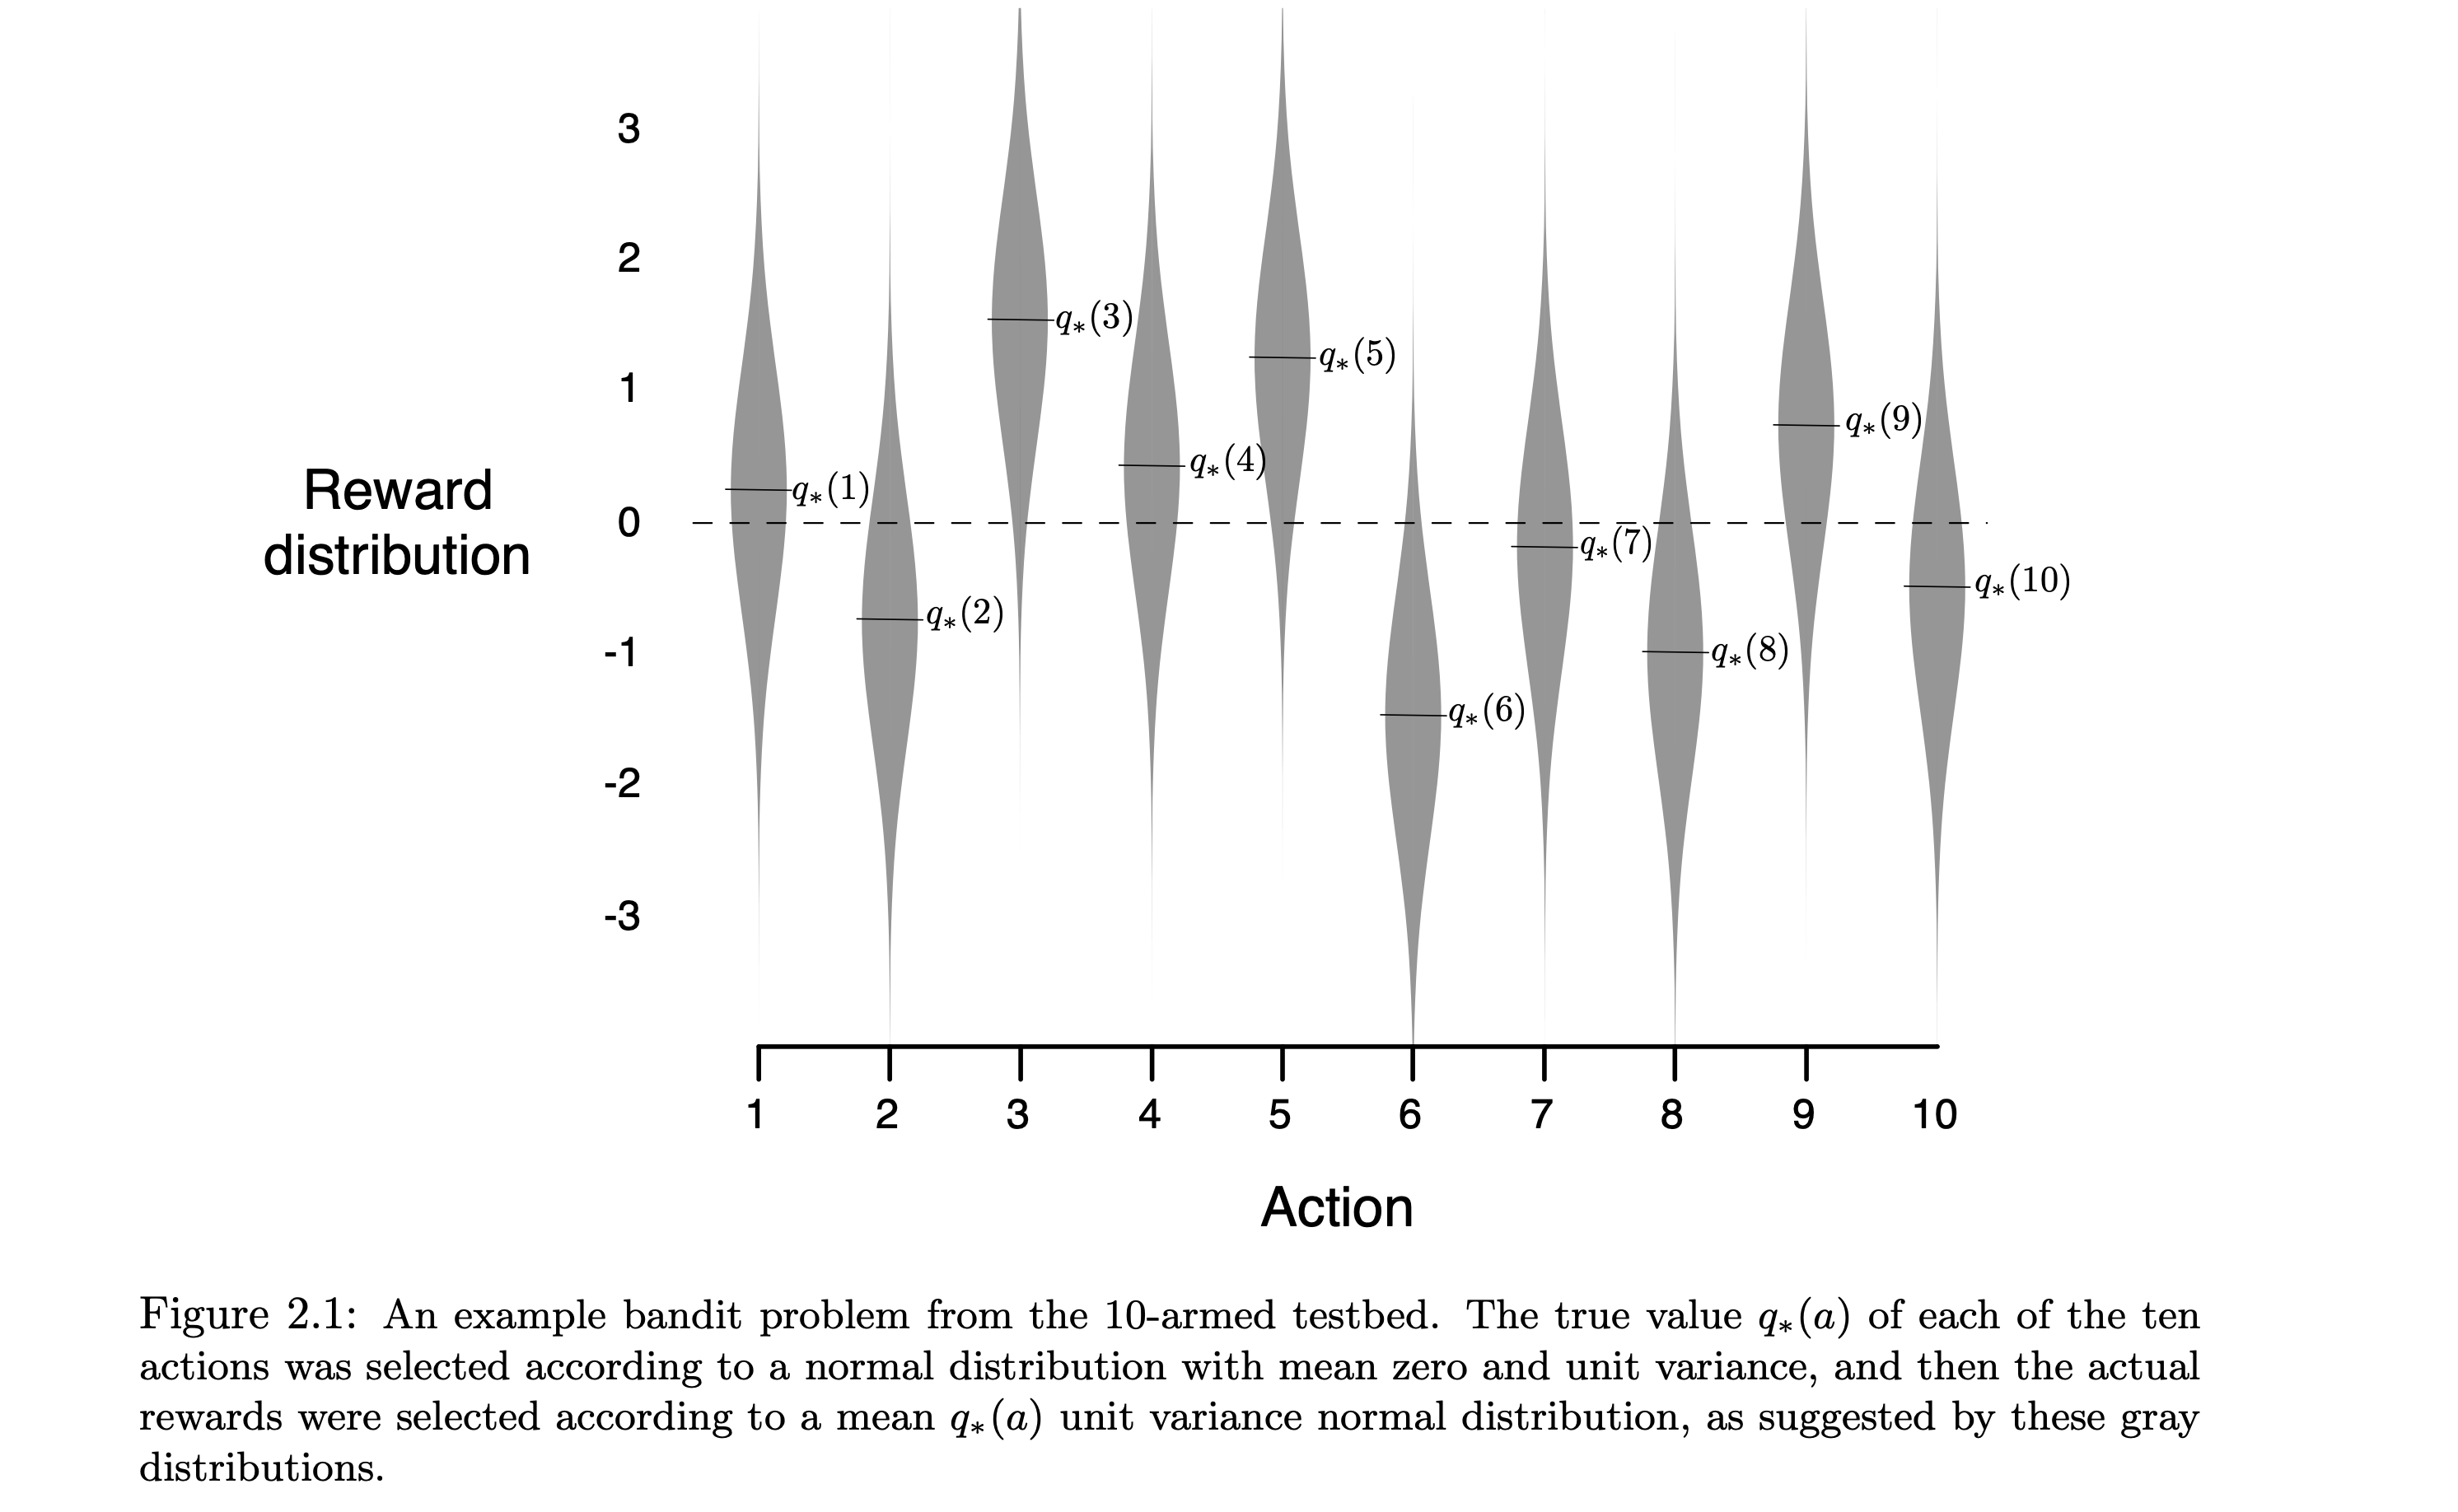 3
2
q∗(3)
q∗(5)
1
q∗(9)
q∗(4)
Reward
distribution
q∗(1)
0
q∗(7)
q∗(10)
q∗(2)
-1
q∗(8)
q∗(6)
-2
-3
1 2 3 4 5 6 7 8 9 10
Action
Figure 2.1: An example bandit problem from the 10-armed testbed. The true value q∗(a) of each of the ten
actions was selected according to a normal distribution with mean zero and unit variance, and then the actual
rewards were selected according to a mean q∗(a) unit variance normal distribution, as suggested by these gray
distributions.